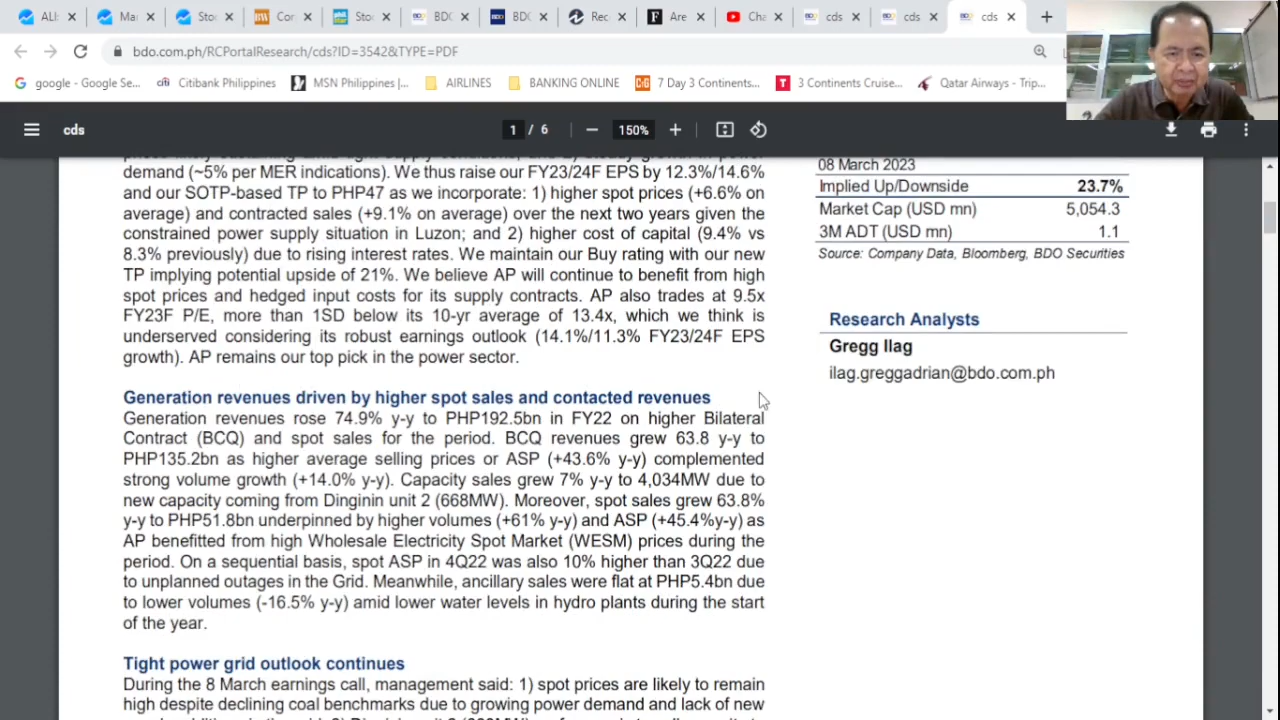 ALI
Ma
Sto
Cor
Stoc
BDC
BDC
Rec
Are
Cha
cds
cds
cds
bdo.com.ph/RCPortalResearch/cds?ID=3542&TYPE=PDF
google - Google Se...
Citibank Philippines
MSN Philippines |...
AIRLINES
BANKING ONLINE
7 Day 3 Continents...
3 Continents Cruise...
Qatar Airways - Trip...
cds
1 / 6
150%
demand (~5% per MER indications). We thus raise our FY23/24F EPS by 12.3%/14.6%
and our SOTP-based TP to PHP47 as we incorporate: 1) higher spot prices (+6.6% on
average) and contracted sales (+9.1% on average) over the next two years given the
constrained power supply situation in Luzon; and 2) higher cost of capital (9.4% vs
8.3% previously) due to rising interest rates. We maintain our Buy rating with our new
TP implying potential upside of 21%. We believe AP will continue to benefit from high
spot prices and hedged input costs for its supply contracts. AP also trades at 9.5x
FY23F P/E, more than 1SD below its 10-yr average of 13.4x, which we think is
underserved considering its robust earnings outlook (14.1%/11.3% FY23/24F EPS
growth). AP remains our top pick in the power sector.
Generation revenues driven by higher spot sales and contacted revenues
Generation revenues rose 74.9% y-y to PHP192.5bn in FY22 on higher Bilateral
Contract (BCQ) and spot sales for the period. BCQ revenues grew 63.8 y-y to
PHP135.2bn as higher average selling prices or ASP (+43.6% y-y) complemented
strong volume growth (+14.0% y-y). Capacity sales grew 7% y-y to 4,034MW due to
new capacity coming from Dinginin unit 2 (668MW). Moreover, spot sales grew 63.8%
y-y to PHP51.8bn underpinned by higher volumes (+61% y-y) and ASP (+45.4%y-y) as
AP benefitted from high Wholesale Electricity Spot Market (WESM) prices during the
period. On a sequential basis, spot ASP in 4Q22 was also 10% higher than 3Q22 due
to unplanned outages in the Grid. Meanwhile, ancillary sales were flat at PHP5.4bn due
to lower volumes (-16.5% y-y) amid lower water levels in hydro plants during the start
of the year.
Tight power grid outlook continues
During the 8 March earnings call, management said: 1) spot prices are likely to remain
high despite declining coal benchmarks due to growing power demand and lack of new
08 March 2023
Implied Up/Downside 23.7%
Market Cap (USD mn) 5,054.3
3M ADT (USD mn) 1.1
Source: Company Data, Bloomberg, BDO Securities
Research Analysts
Gregg Ilag
ilag.greggadrian@bdo.com.ph